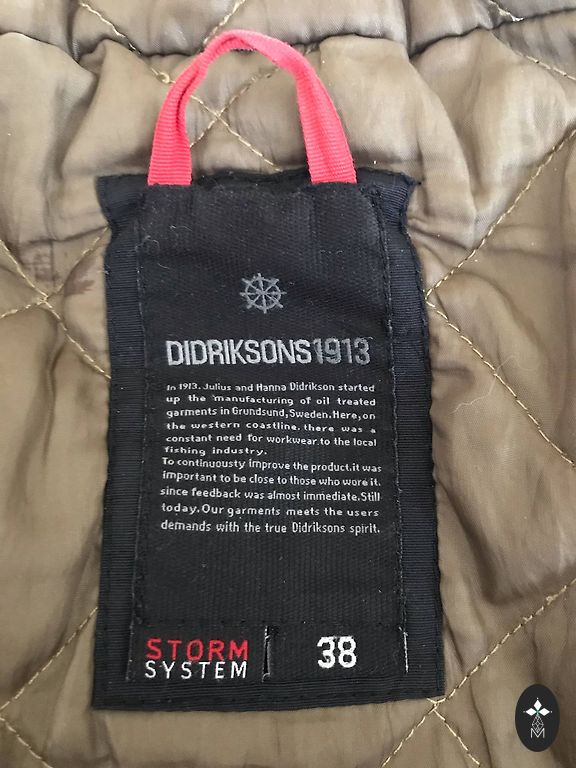 DIDRIKSONS1913
In 1913, Julius and Hanna Didrikson started
up the manufacturing of oil treated
garments in Grundsund, Sweden. Here, on
the western coastline, there was a
constant need for workwear to the local
fishing industry.
To continuousty improve the product, it was
important to be close to those who wore it,
since feedback was almost immediate. Still
today, Our garments meets the users
demands with the true Didriksons spirit.
STORM
SYSTEM
38
M